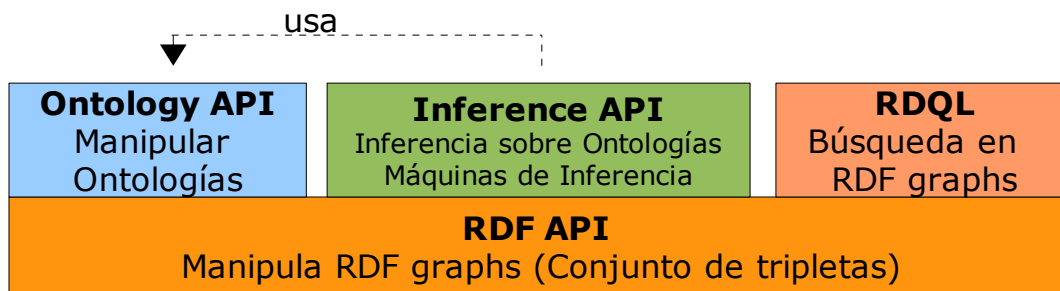 usa
Ontology API
Manipular
Ontologías
Inference API
Inferencia sobre Ontologías
Máquinas de Inferencia
RDQL
Búsqueda en
RDF graphs
RDF API
Manipula RDF graphs (Conjunto de tripletas)